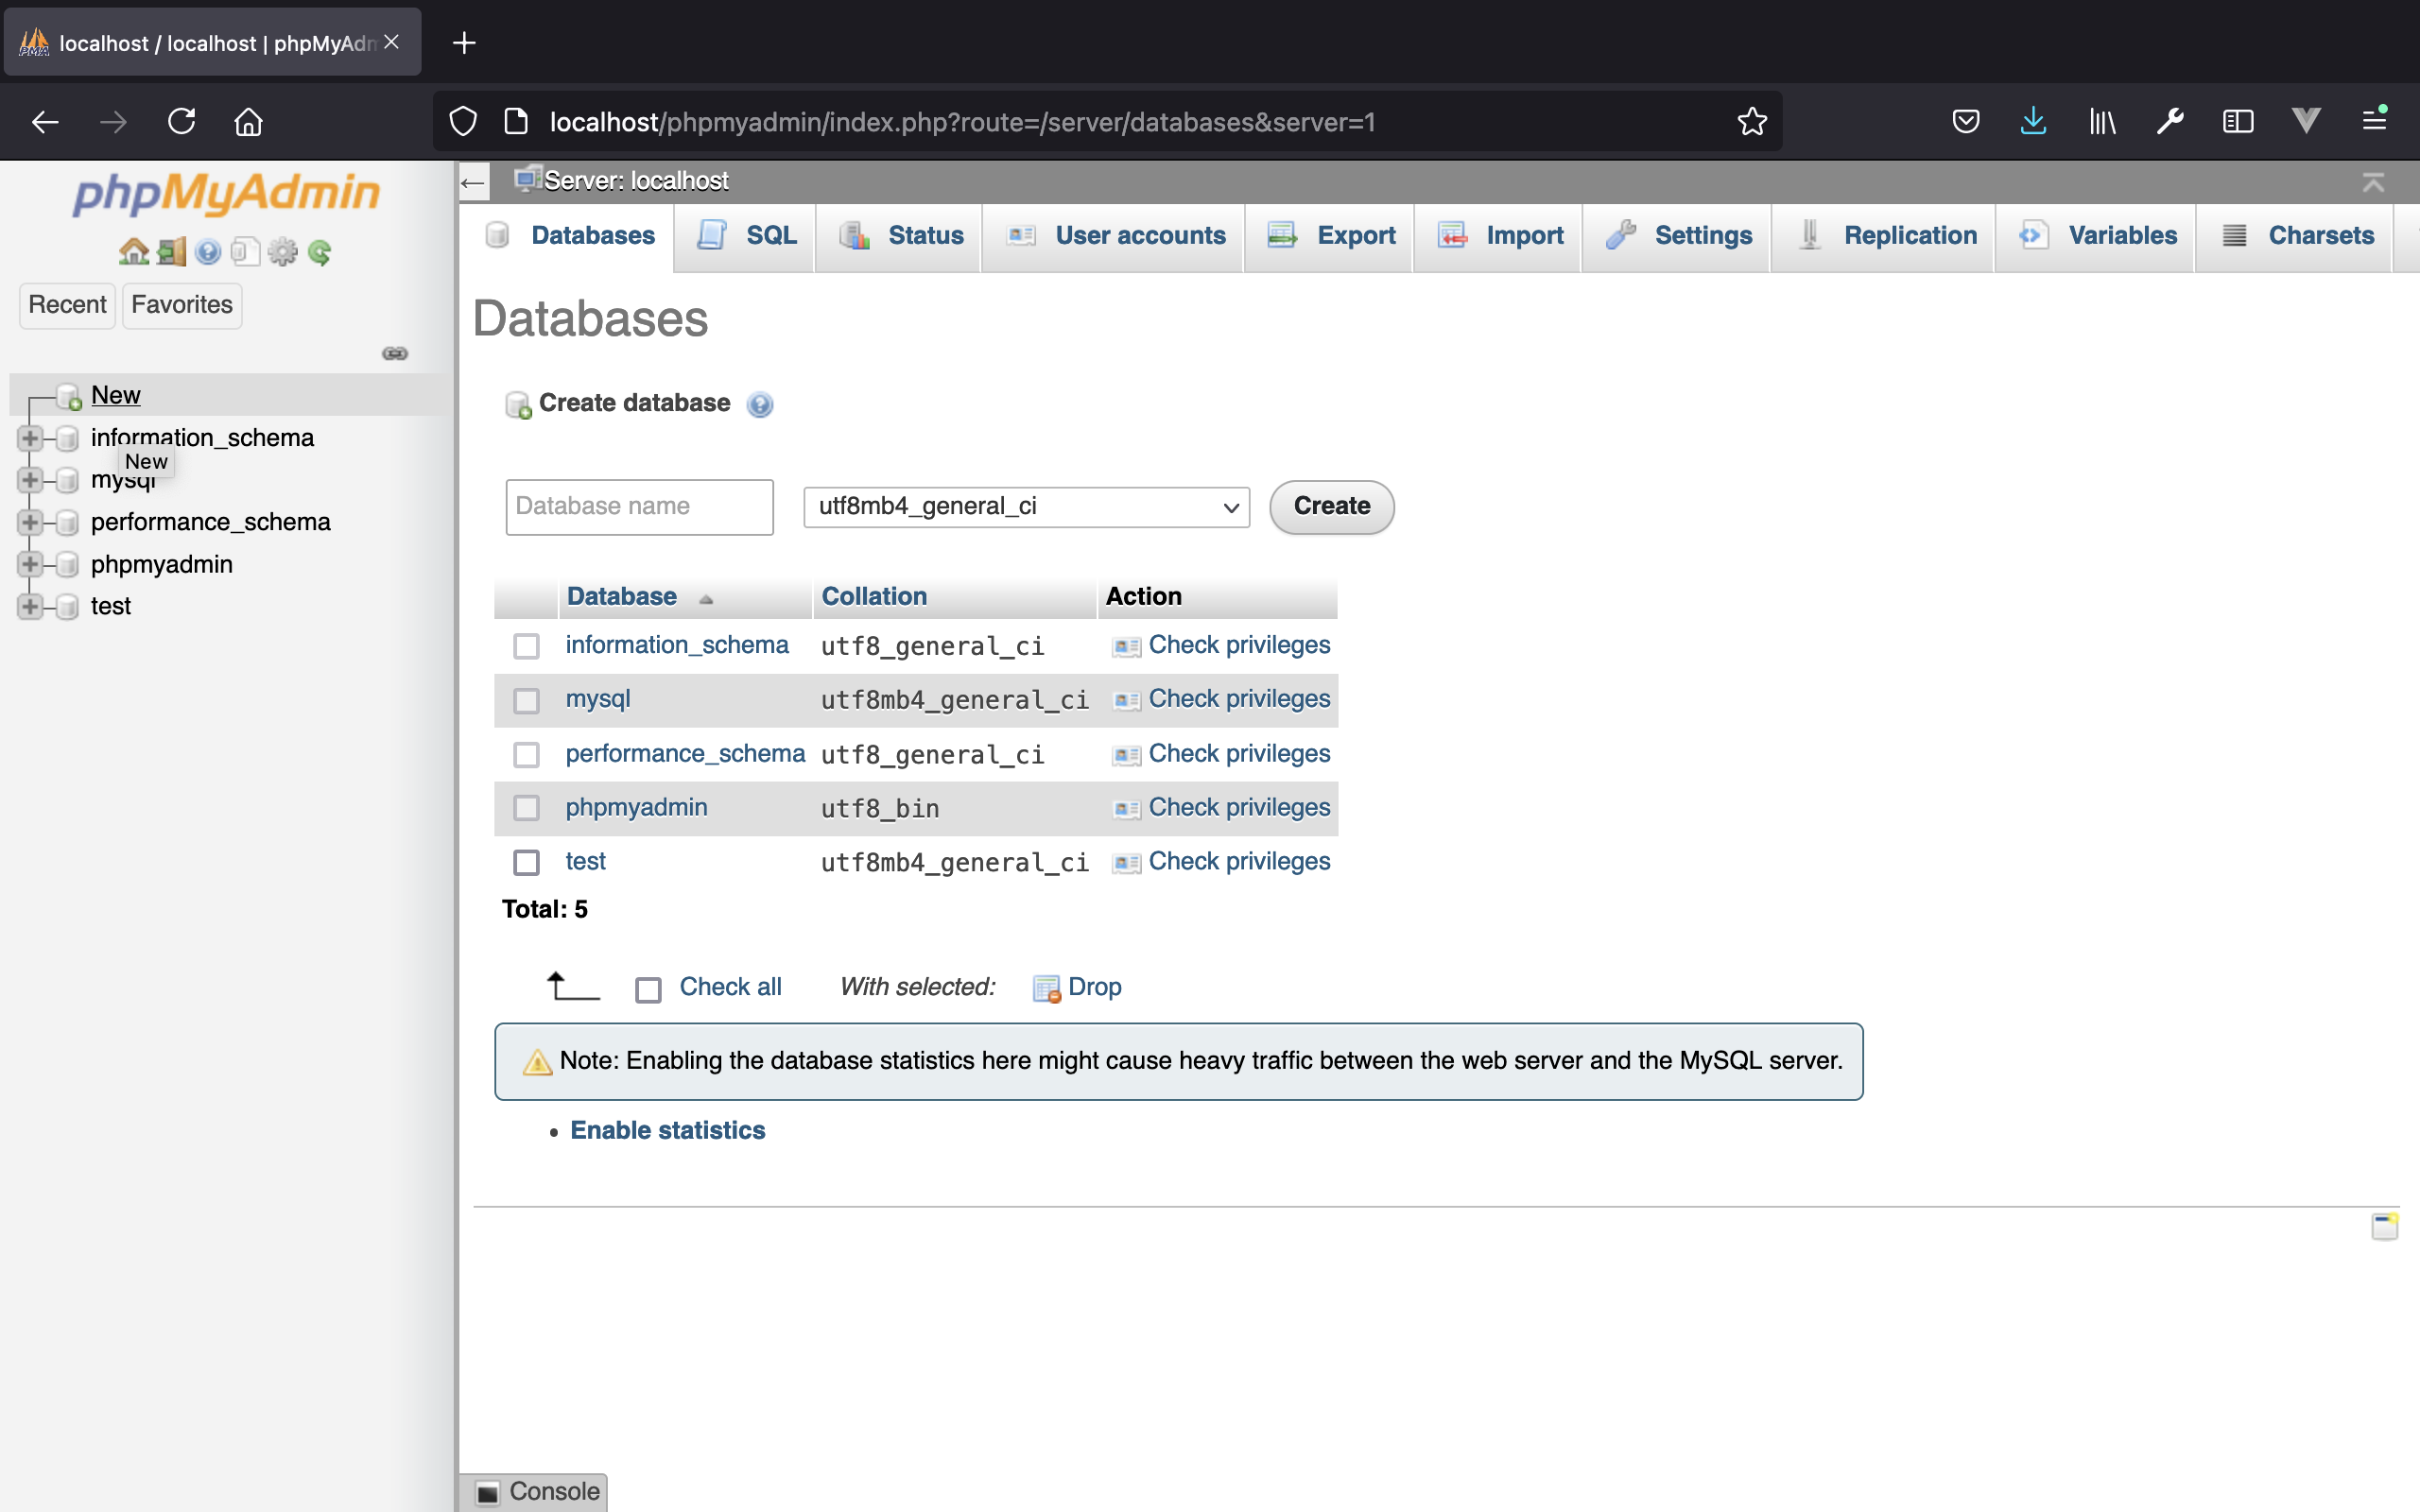 localhost / localhost | phpMyAdm
localhost/phpmyadmin/index.php?route=/server/databases&server=1
phpMyAdmin
Recent
Favorites
New
information_schema
New
mysql
performance_schema
phpmyadmin
test
Server: localhost
Databases
SQL
Status
User accounts
Export
Import
Settings
Replication
Variables
Charsets
Databases
Create database
Database name
utf8mb4_general_ci
Create
Database Collation Action
information_schema utf8_general_ci Check privileges
mysql utf8mb4_general_ci Check privileges
performance_schema utf8_general_ci Check privileges
phpmyadmin utf8_bin Check privileges
test utf8mb4_general_ci Check privileges
Total: 5
Check all With selected: Drop
Note: Enabling the database statistics here might cause heavy traffic between the web server and the MySQL server.
• Enable statistics
Console